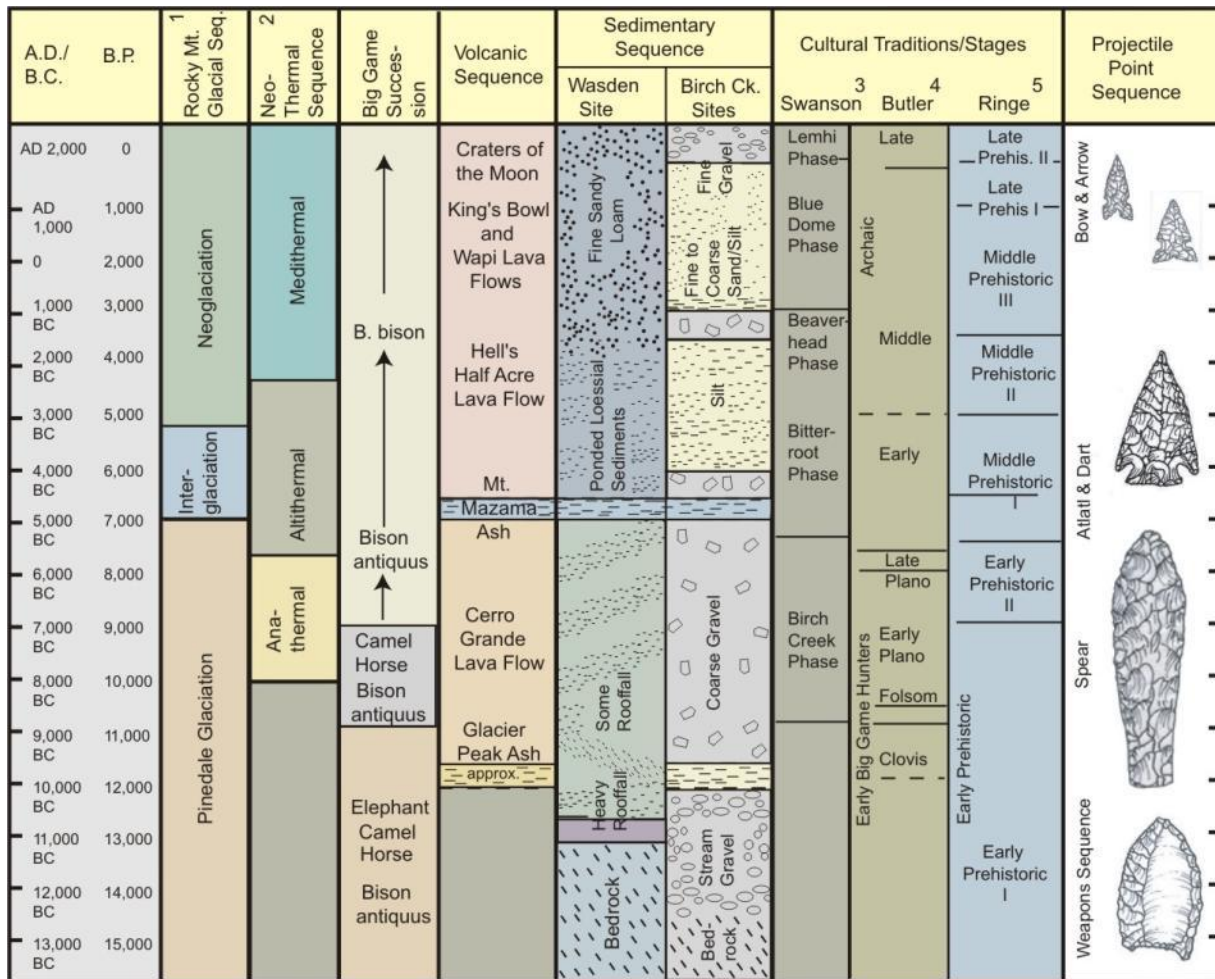 A.D./
B.C.
B.P.
1
Rocky Mt.
Glacial Seq.
2
Neo-
Thermal
Sequence
Big Game
Succes-
sion
Volcanic
Sequence
Sedimentary
Sequence
Wasden
Site
Birch Ck.
Sites
Cultural Traditions/Stages
Swanson 3
Butler 4
Ringe 5
Projectile
Point
Sequence
AD 2,000
0
AD
1,000
1,000
0
2,000
1,000
BC
3,000
2,000
BC
4,000
3,000
BC
5,000
4,000
BC
6,000
5,000
BC
7,000
6,000
BC
8,000
7,000
BC
9,000
8,000
BC
10,000
9,000
BC
11,000
10,000
BC
12,000
11,000
BC
13,000
12,000
BC
14,000
13,000
BC
15,000
Neoglaciation
Inter-
glaciation
Pinedale Glaciation
Medithermal
Altithermal
Ana-
thermal
B. bison
Bison
antiquus
Camel
Horse
Bison
antiquus
Elephant
Camel
Horse
Bison
antiquus
Craters of
the Moon
King's Bowl
and
Wapi Lava
Flows
Hell's
Half Acre
Lava Flow
Mt.
Mazama
Ash
Cerro
Grande
Lava Flow
Glacier
Peak Ash
approx.
Fine Sandy
Loam
Ponded Loessial
Sediments
Some
Rooffall
Heavy
Rooffall
Bedrock
Fine
Gravel
Fine to
Coarse
Sand/Silt
Silt
Coarse Gravel
Stream
Gravel
Bed-
rock
Lemhi
Phase
Blue
Dome
Phase
Beaver-
head
Phase
Bitter-
root
Phase
Birch
Creek
Phase
Archaic
Early Big Game Hunters
Late
Middle
Early
Late
Plano
Early
Plano
Folsom
Clovis
Late
Prehis. II
Late
Prehis I
Middle
Prehistoric
III
Middle
Prehistoric
II
Middle
Prehistoric
I
Early
Prehistoric
II
Early Prehistoric
Early
Prehistoric
I
Bow & Arrow
Atlatl & Dart
Spear
Weapons Sequence